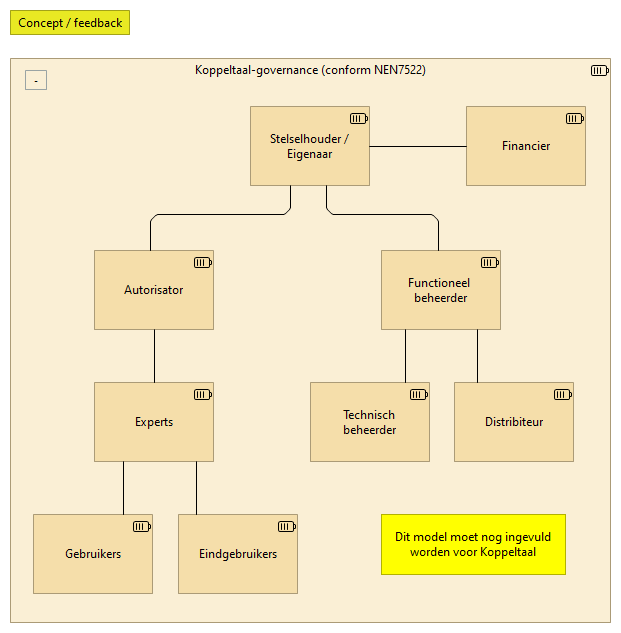 Concept / feedback
Koppeltaal-governance (conform NEN7522)
-
Stelselhouder /
Eigenaar
Financier
Autorisator
Functioneel
beheerder
Experts
Technisch
beheerder
Distribiteur
Gebruikers
Eindgebruikers
Dit model moet nog ingevuld
worden voor Koppeltaal